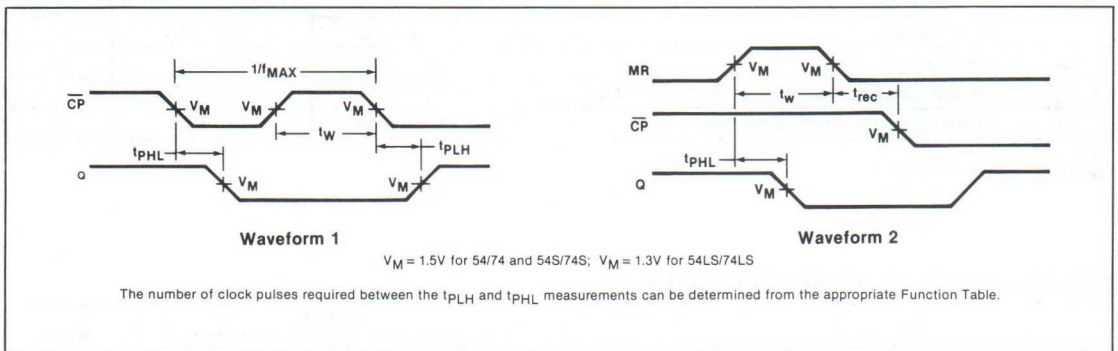 1/fMAX
CP
VM
VM
VM
tW
tPHL
tPLH
Q
VM
VM
Waveform 1
MR
VM
VM
tw
trec
CP
VM
tPHL
Q
VM
Waveform 2
VM = 1.5V for 54/74 and 54S/74S; VM = 1.3V for 54LS/74LS
The number of clock pulses required between the tPLH and tPHL measurements can be determined from the appropriate Function Table.